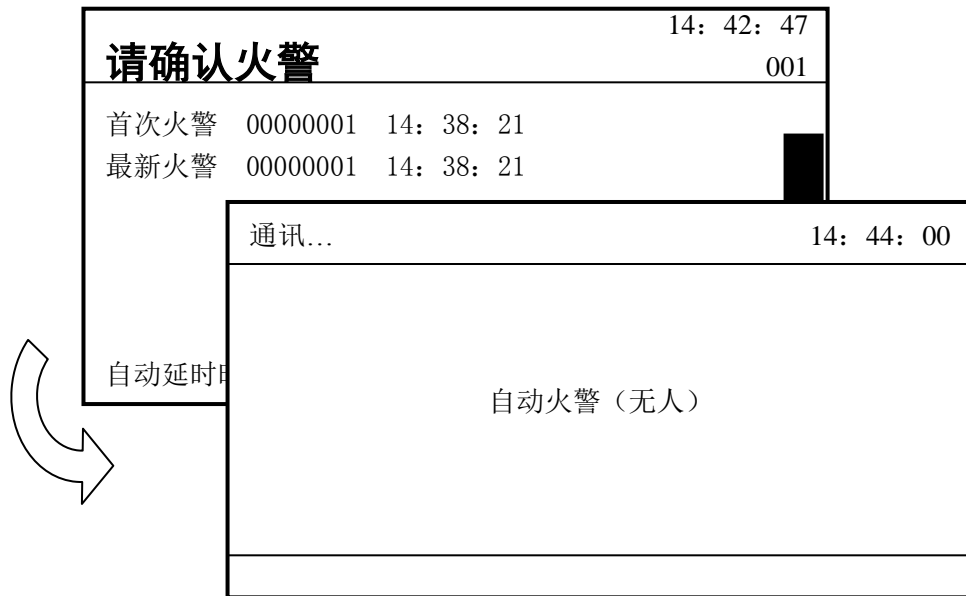 14：42：47
请确认火警
001
首次火警 00000001 14：38：21
最新火警 00000001 14：38：21
通讯... 14：44：00
自动延时
自动火警（无人）